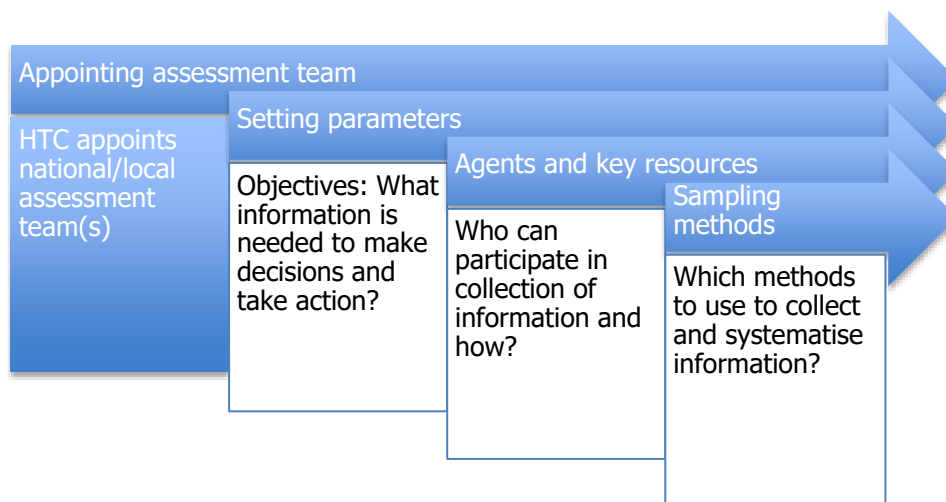 Appointing assessment team
HTC appoints
national/local
assessment
team(s)
Setting parameters
Objectives: What
information is
needed to make
decisions and
take action?
Agents and key resources
Who can
participate in
collection of
information and
how?
Sampling
methods
Which methods
to use to collect
and systematise
information?